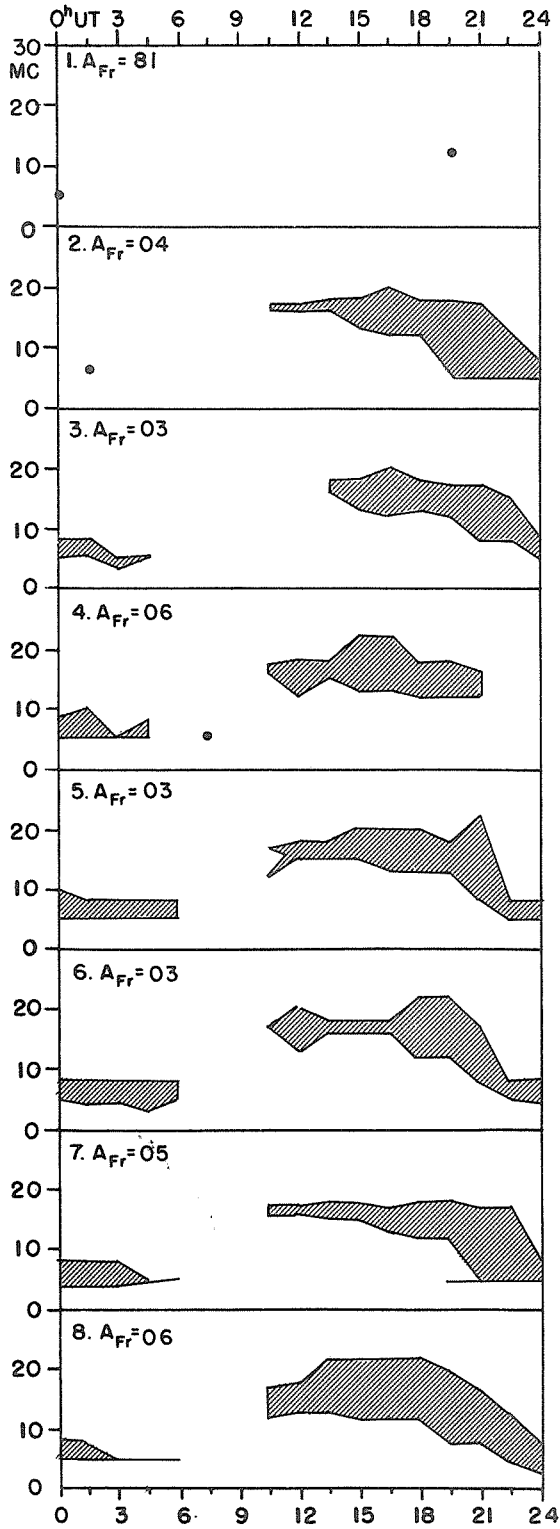 0ʰUT 3 6 9 12 15 18 21 24
30
MC
1. A_Fr = 81
20
10
0
2. A_Fr = 04
20
10
0
3. A_Fr = 03
20
10
0
4. A_Fr = 06
20
10
0
5. A_Fr = 03
20
10
0
6. A_Fr = 03
20
10
0
7. A_Fr = 05
20
10
0
8. A_Fr = 06
20
10
0
0 3 6 9 12 15 18 21 24